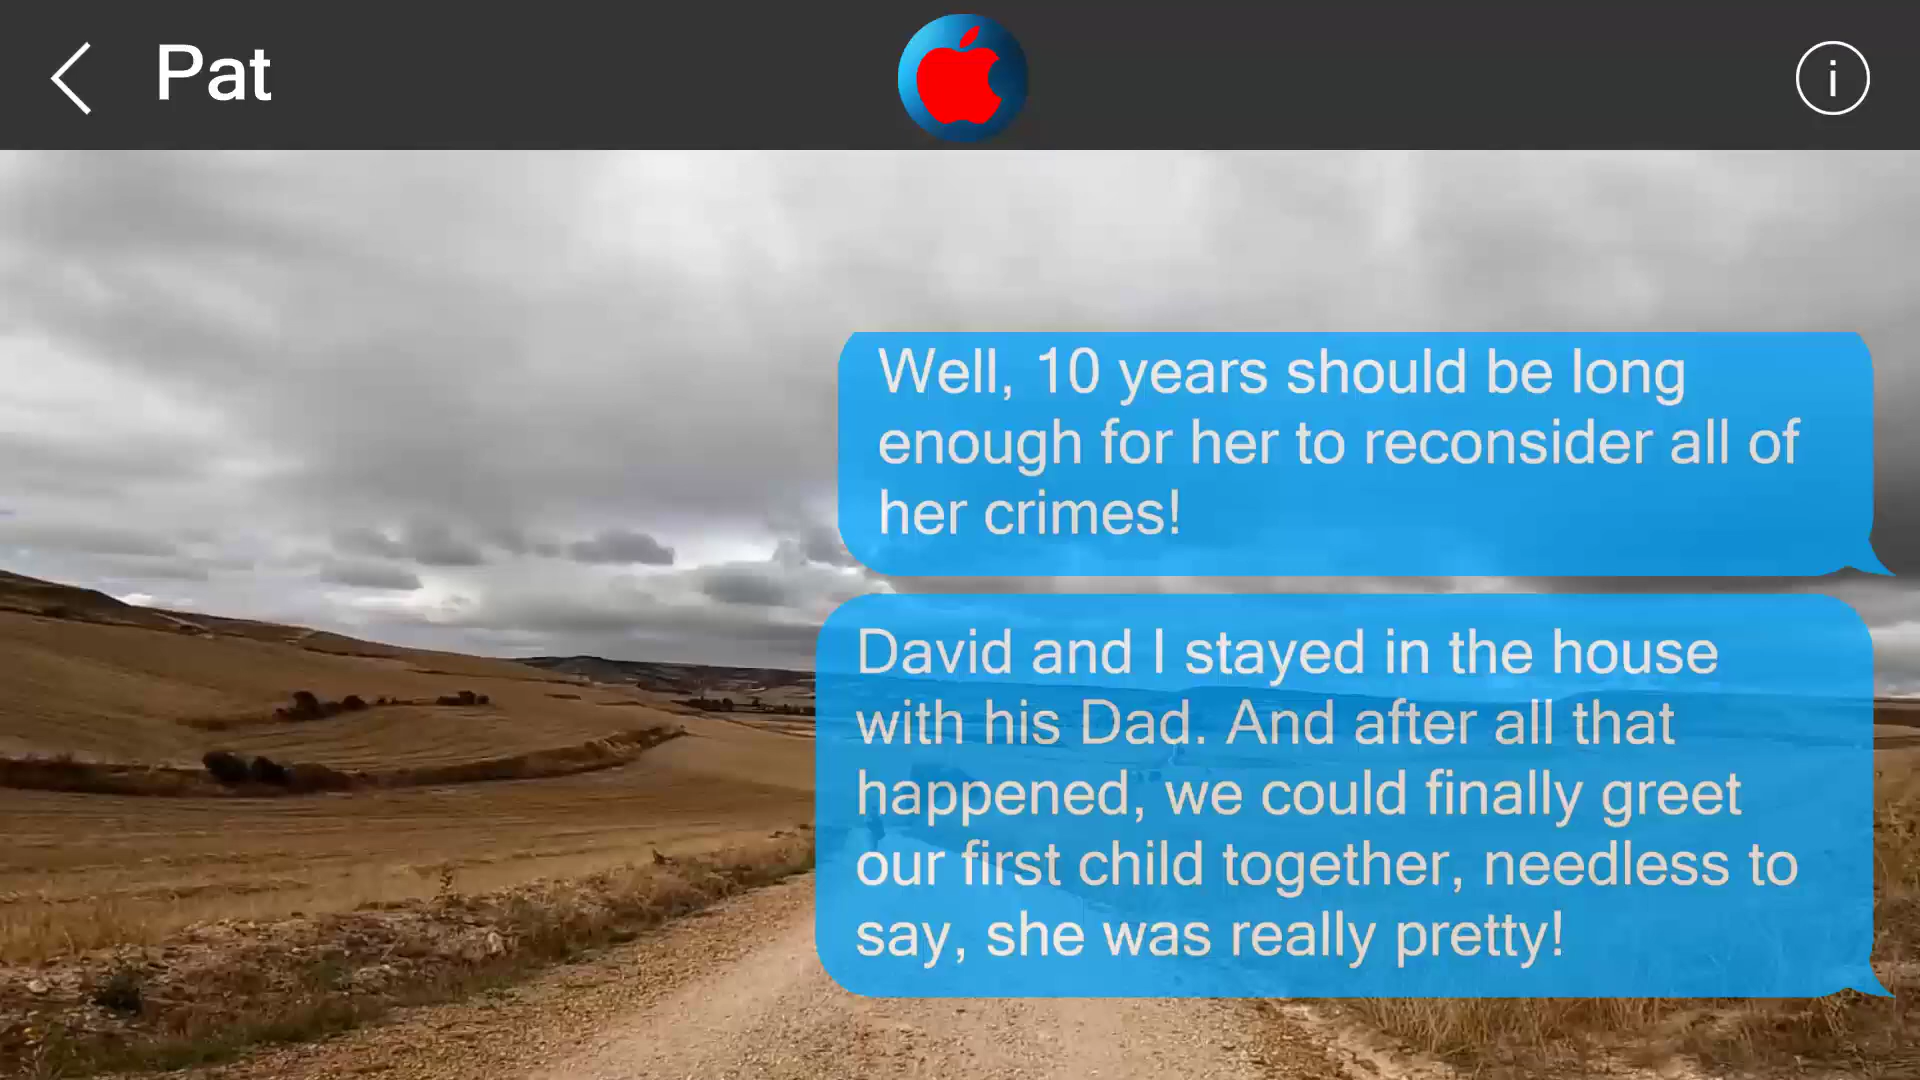 Pat
i
Well, 10 years should be long
enough for her to reconsider all of
her crimes!
David and I stayed in the house
with his Dad. And after all that
happened, we could finally greet
our first child together, needless to
say, she was really pretty!